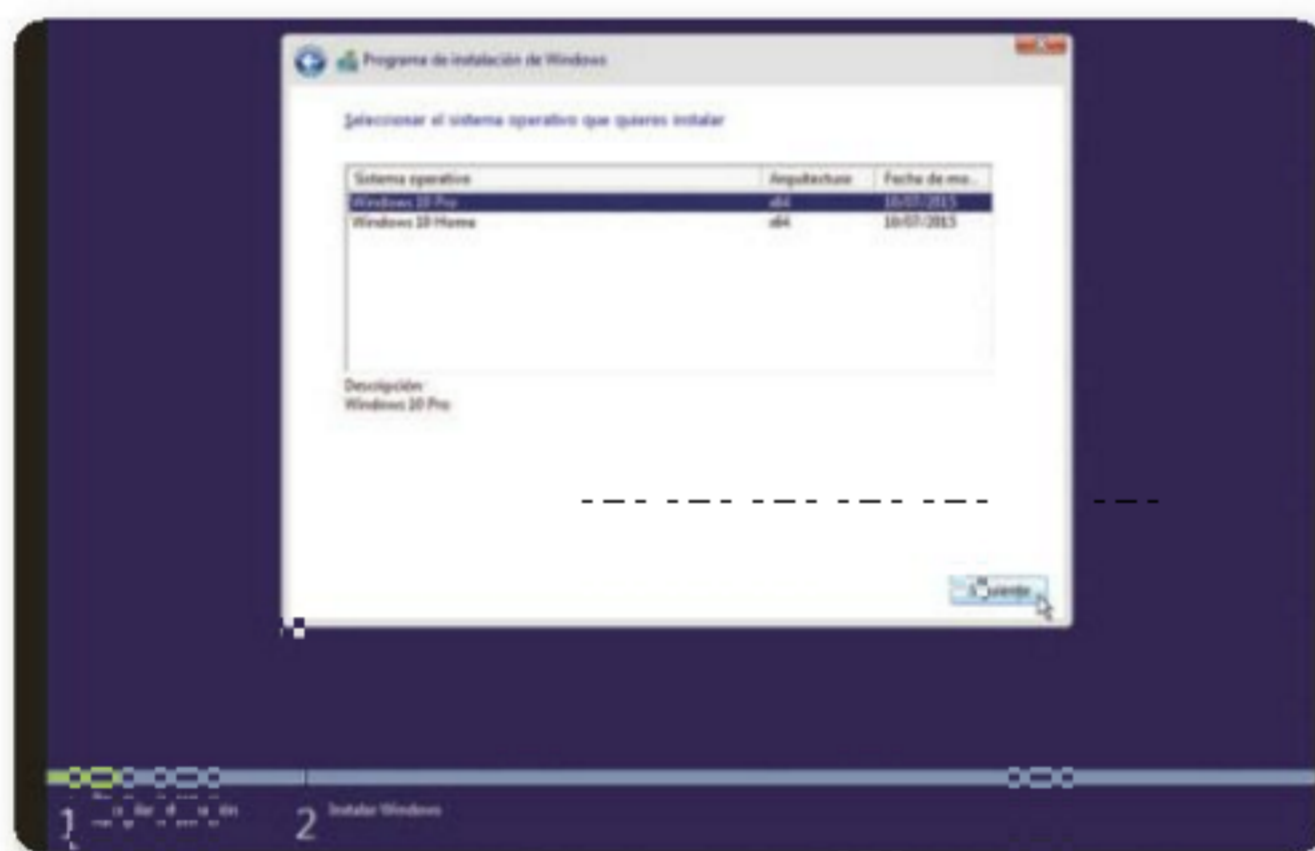 Programa de instalación de Windows
Seleccionar el sistema operativo que quieres instalar
Sistema operativo Arquitectura Fecha de mo...
Windows 10 Pro x64 10/07/2015
Windows 10 Home x64 10/07/2015
Descripción:
Windows 10 Pro
Siguiente
1
2 Instalar Windows